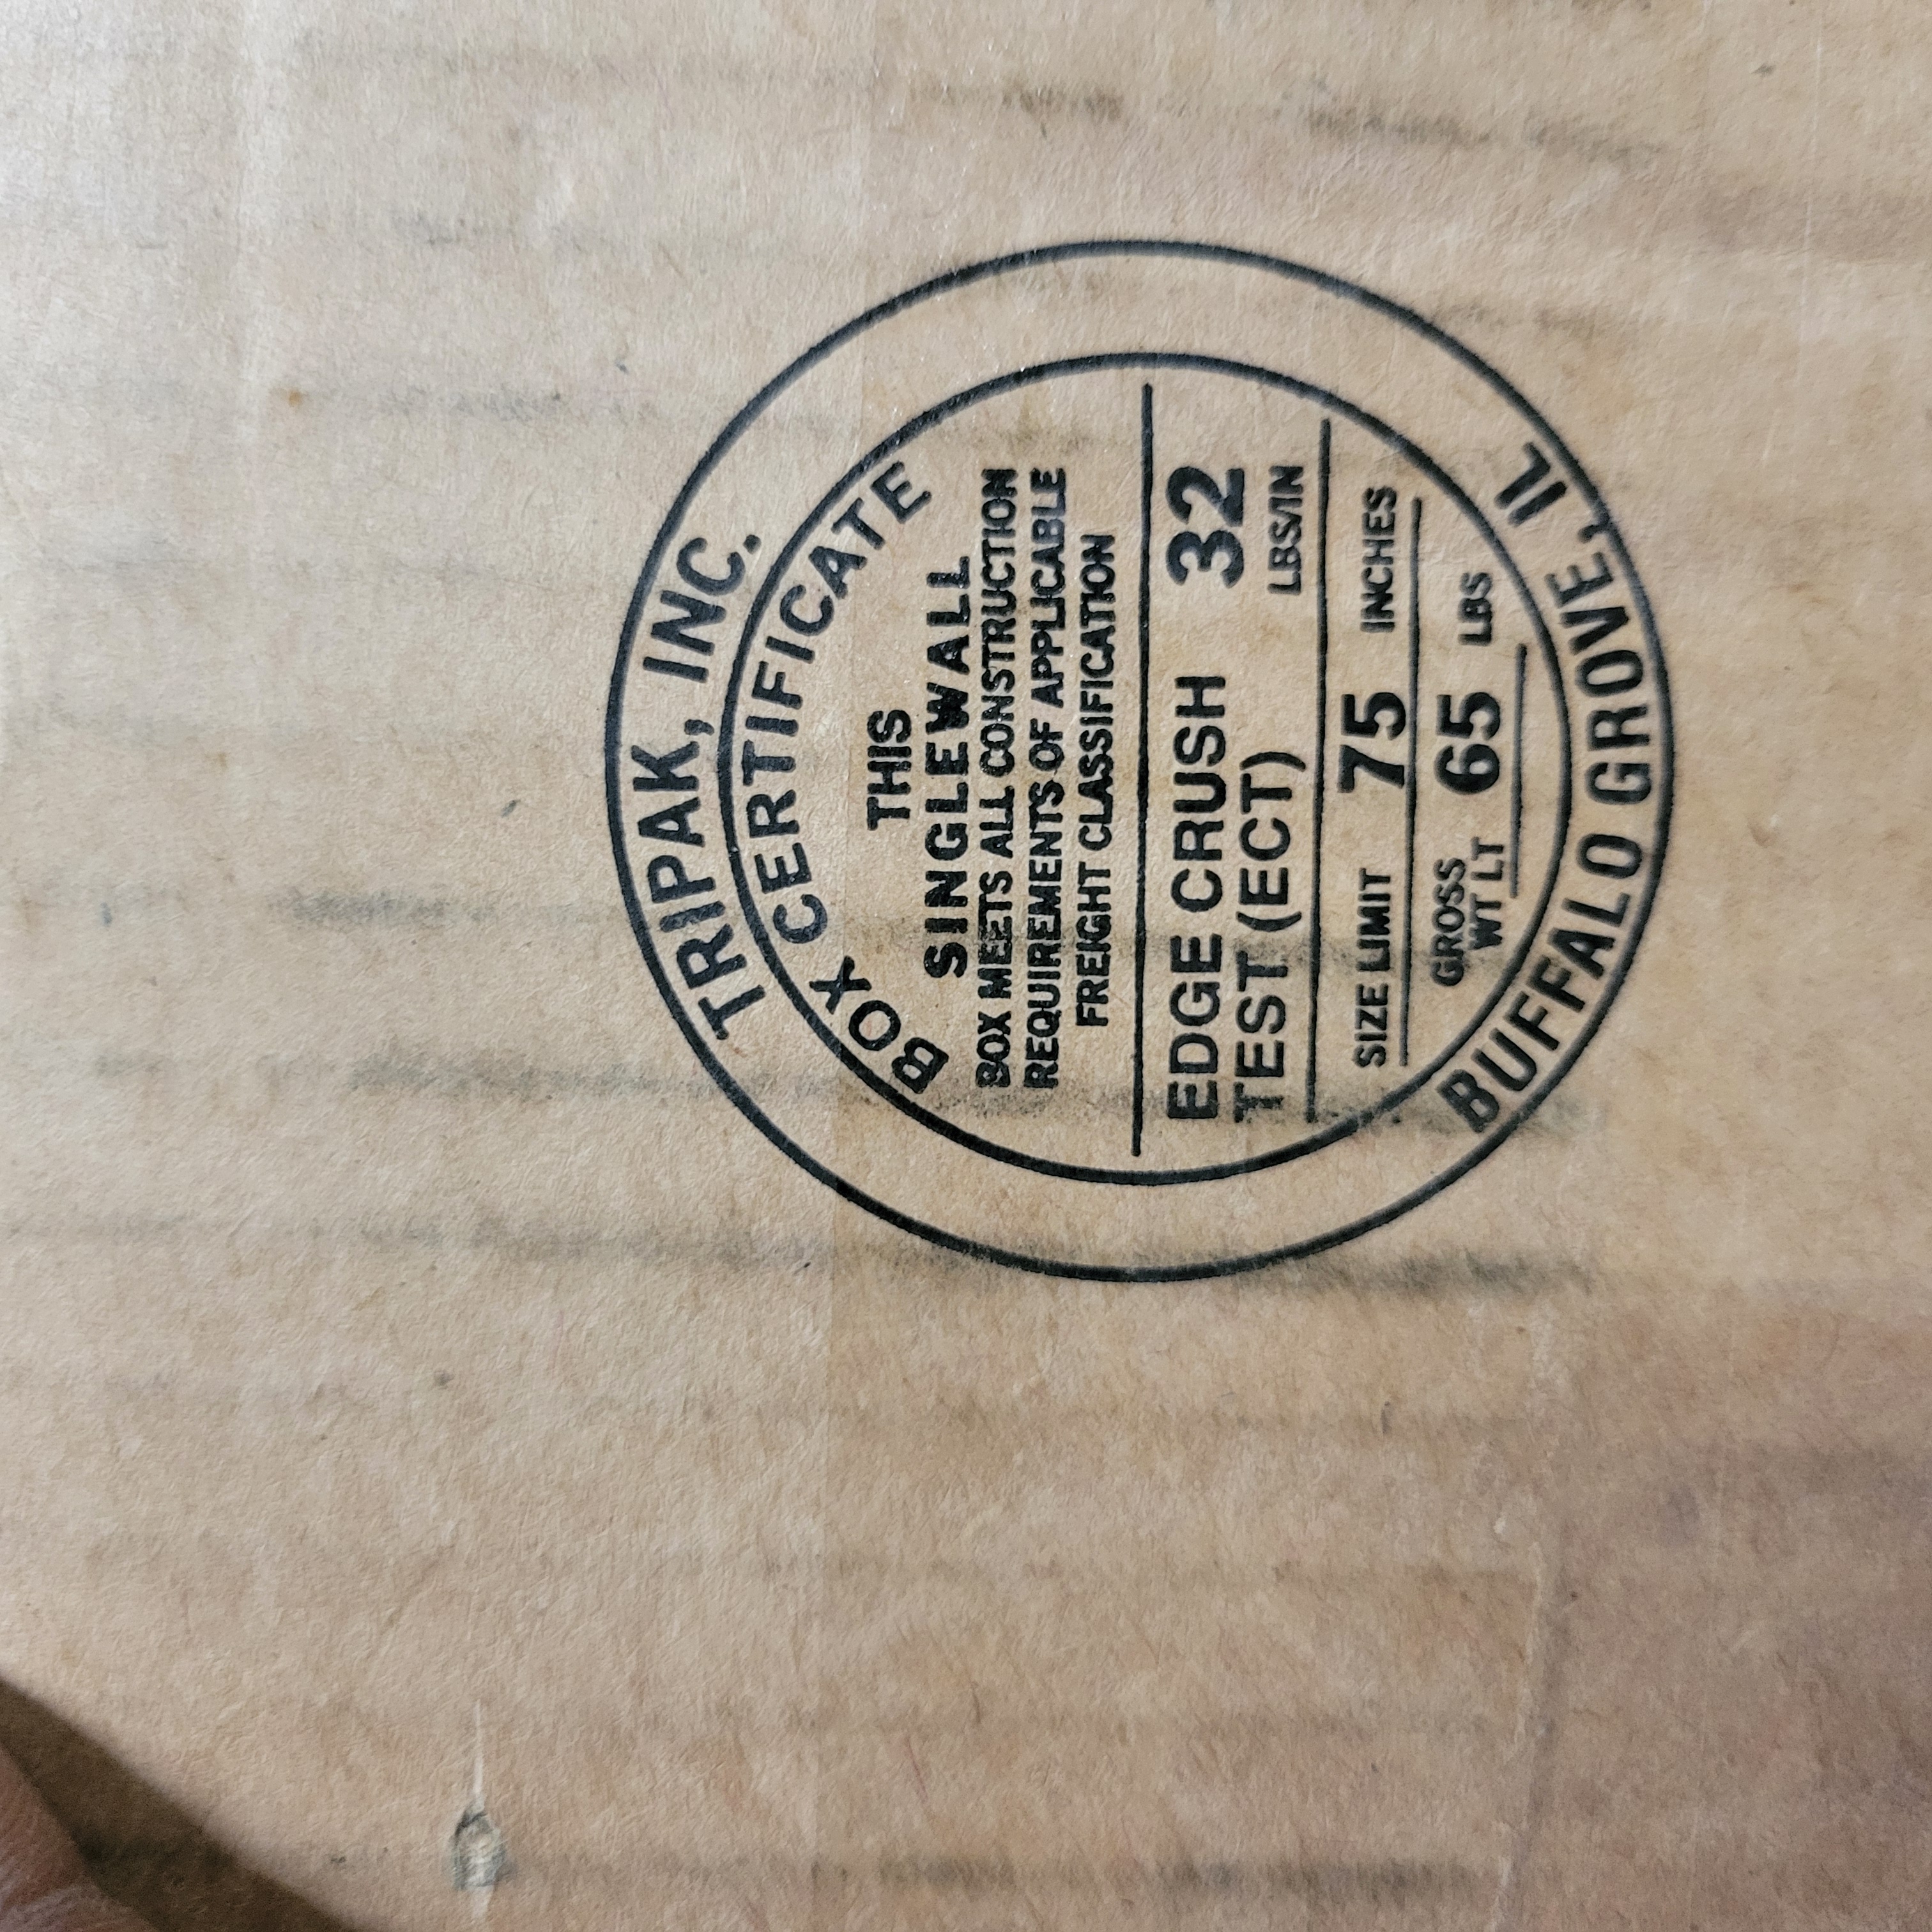 TRIPAK, INC.
BOX CERTIFICATE
THIS
SINGLEWALL
BOX MEETS ALL CONSTRUCTION
REQUIREMENTS OF APPLICABLE
FREIGHT CLASSIFICATION
EDGE CRUSH 32
TEST (ECT) LBS/IN
SIZE LIMIT 75 INCHES
GROSS
WT LT 65 LBS
BUFFALO GROVE, IL